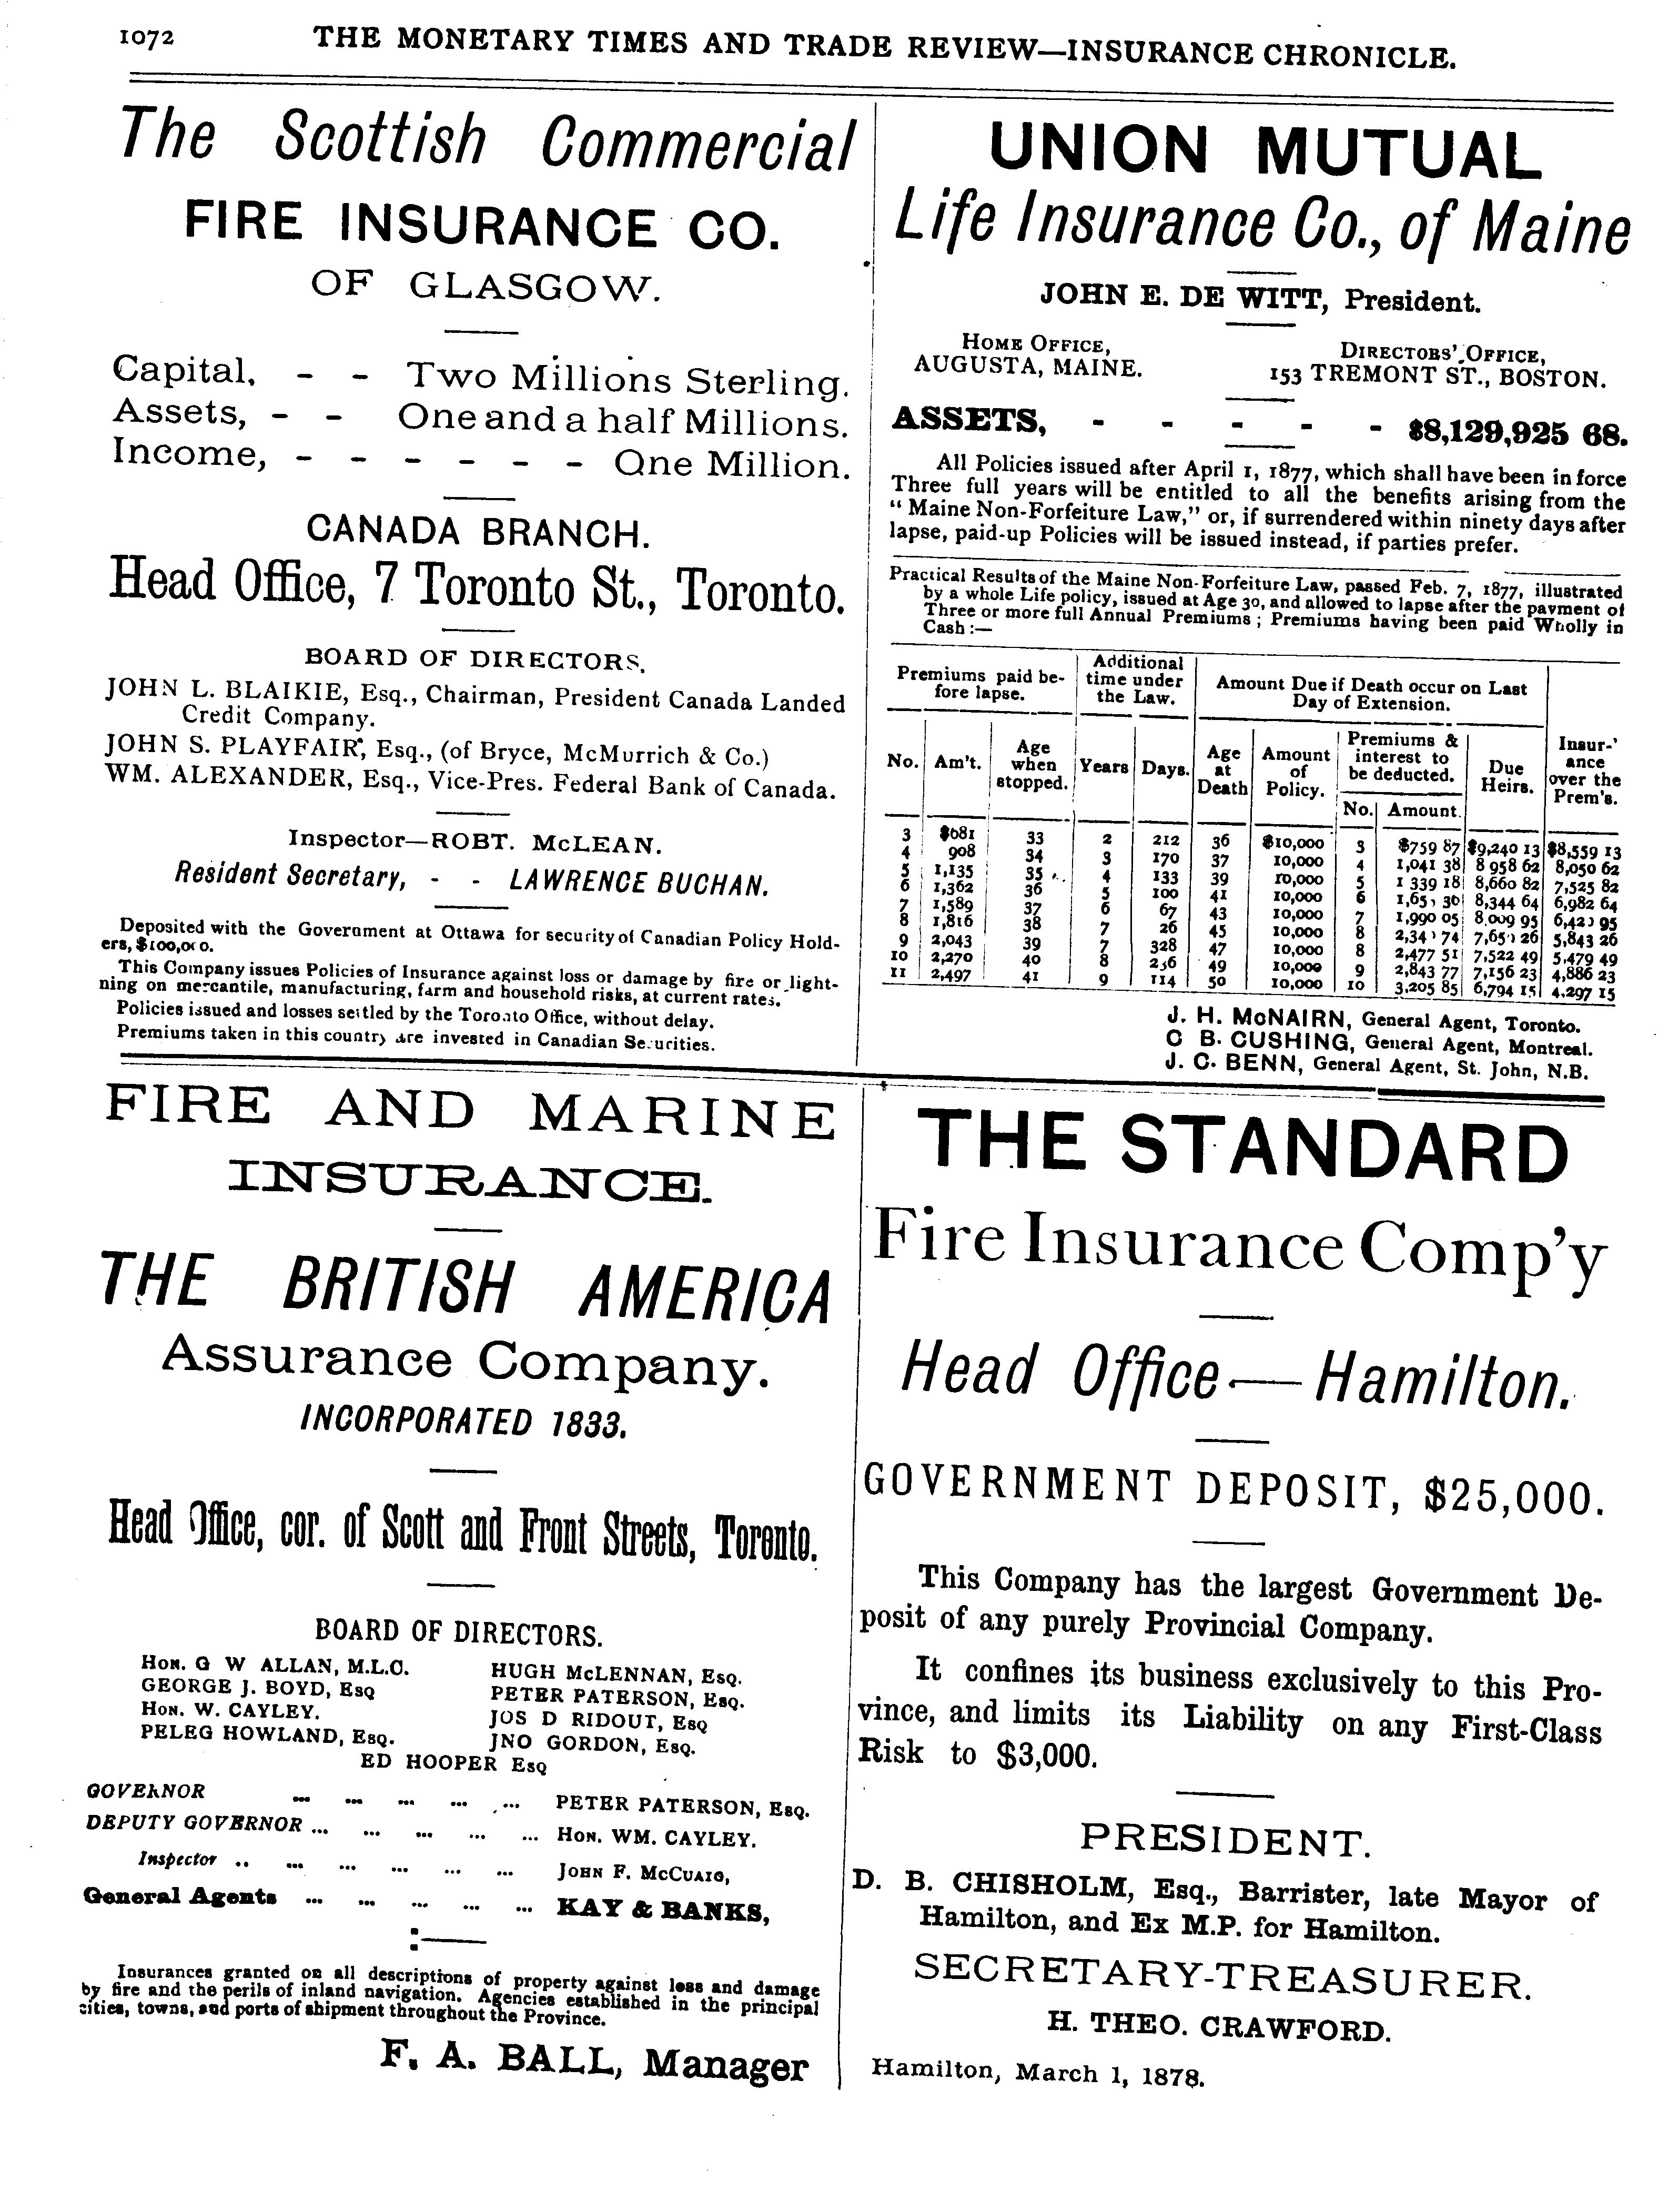 1072 THE MONETARY TIMES AND TRADE REVIEW—INSURANCE CHRONICLE.
The Scottish Commercial
FIRE INSURANCE CO.
OF GLASGOW.
Capital, - - Two Millions Sterling.
Assets, - - One and a half Millions.
Income, - - - - - - One Million.
CANADA BRANCH.
Head Office, 7 Toronto St., Toronto.
BOARD OF DIRECTORS.
JOHN L. BLAIKIE, Esq., Chairman, President Canada Landed
Credit Company.
JOHN S. PLAYFAIR, Esq., (of Bryce, McMurrich & Co.)
WM. ALEXANDER, Esq., Vice-Pres. Federal Bank of Canada.
Inspector—ROBT. McLEAN.
Resident Secretary, - - LAWRENCE BUCHAN.
Deposited with the Government at Ottawa for security of Canadian Policy Hold-
ers, $100,000.
This Company issues Policies of Insurance against loss or damage by fire or light-
ning on mercantile, manufacturing, farm and household risks, at current rates.
Policies issued and losses settled by the Toronto Office, without delay.
Premiums taken in this country are invested in Canadian Securities.
UNION MUTUAL
Life Insurance Co., of Maine
JOHN E. DE WITT, President.
HOME OFFICE,
AUGUSTA, MAINE.
DIRECTORS' OFFICE,
153 TREMONT ST., BOSTON.
ASSETS, - - - - - $8,129,925 68.
All Policies issued after April 1, 1877, which shall have been in force
Three full years will be entitled to all the benefits arising from the
"Maine Non-Forfeiture Law," or, if surrendered within ninety days after
lapse, paid-up Policies will be issued instead, if parties prefer.
Practical Results of the Maine Non-Forfeiture Law, passed Feb. 7, 1877, illustrated
by a whole Life policy, issued at Age 30, and allowed to lapse after the payment of
Three or more full Annual Premiums; Premiums having been paid Wholly in
Cash:—
Premiums paid be-
fore lapse.
Additional
time under
the Law.
Amount Due if Death occur on Last
Day of Extension.
Insur-
ance
over the
Prem's.
No. Am't. Age
when
stopped. Years Days. Age
at
Death Amount
of
Policy. Premiums &
interest to
be deducted. Due
Heirs.
No. Amount.
3 $681 33 2 212 36 $10,000 3 $759 87 $9,240 13 $8,559 13
4 908 34 3 170 37 10,000 4 1,041 38 8 958 62 8,050 62
5 1,135 35 4 133 39 10,000 5 1 339 18 8,660 82 7,525 82
6 1,362 36 5 100 41 10,000 6 8,344 64 6,982 64
7 1,589 37 6 67 43 10,000 7 1,990 05 8,009 95 95
8 1,816 38 7 26 45 10,000 8 74 26 5,843 26
9 2,043 39 7 328 47 10,000 8 2,477 51 7,522 49 5,479 49
10 2,270 40 8 236 49 10,000 9 2,843 77 7,156 23 4,886 23
11 2,497 41 9 114 50 10,000 10 3,205 85 6,794 15 4,297 15
J. H. McNAIRN, General Agent, Toronto.
C B. CUSHING, General Agent, Montreal.
J. C. BENN, General Agent, St. John, N.B.
FIRE AND MARINE
INSURANCE.
THE BRITISH AMERICA
Assurance Company.
INCORPORATED 1833.
Head Office, cor. of Scott and Front Streets, Toronto.
BOARD OF DIRECTORS.
HON. G W ALLAN, M.L.C. HUGH McLENNAN, ESQ.
GEORGE J. BOYD, ESQ PETER PATERSON, ESQ.
HON. W. CAYLEY. JOS D RIDOUT, ESQ
PELEG HOWLAND, ESQ. JNO GORDON, ESQ.
ED HOOPER ESQ
GOVERNOR ... ... ... ... ... PETER PATERSON, ESQ.
DEPUTY GOVERNOR ... ... ... ... ... HON. WM. CAYLEY.
Inspector .. ... ... ... ... ... JOHN F. McCUAIG,
General Agents ... ... ... ... ... KAY & BANKS,
Insurances granted on all descriptions of property against loss and damage
by fire and the perils of inland navigation. Agencies established in the principal
cities, towns, and ports of shipment throughout the Province.
F. A. BALL, Manager
THE STANDARD
Fire Insurance Comp'y
Head Office—Hamilton.
GOVERNMENT DEPOSIT, $25,000.
This Company has the largest Government De-
posit of any purely Provincial Company.
It confines its business exclusively to this Pro-
vince, and limits its Liability on any First-Class
Risk to $3,000.
PRESIDENT.
D. B. CHISHOLM, Esq., Barrister, late Mayor of
Hamilton, and Ex M.P. for Hamilton.
SECRETARY-TREASURER.
H. THEO. CRAWFORD.
Hamilton, March 1, 1878.